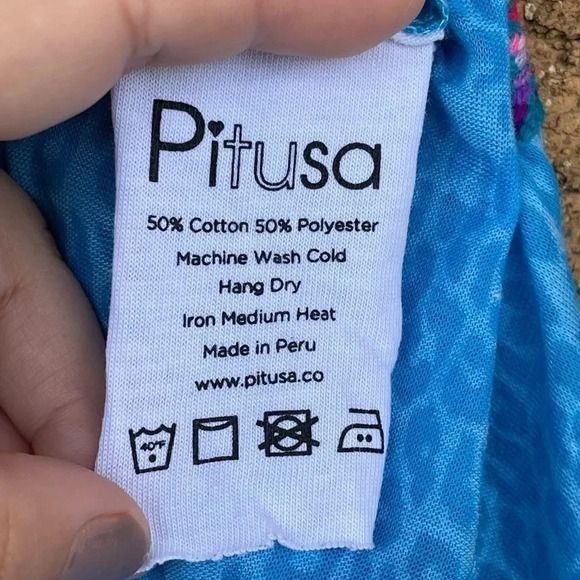 Pitusa
50% Cotton 50% Polyester
Machine Wash Cold
Hang Dry
Iron Medium Heat
Made in Peru
www.pitusa.co
40°F